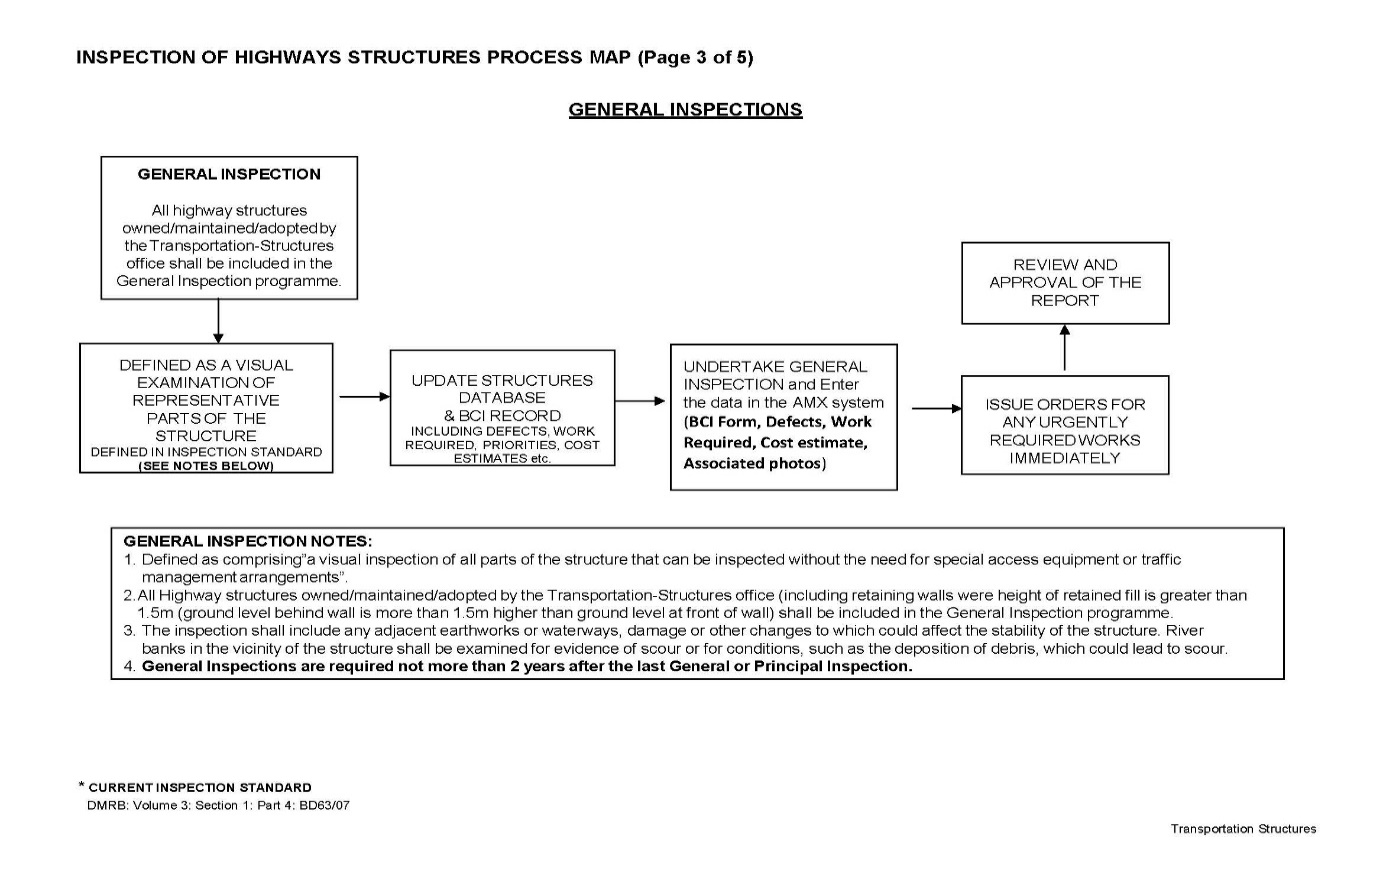 INSPECTION OF HIGHWAYS STRUCTURES PROCESS MAP (Page 3 of 5)
GENERAL INSPECTIONS
GENERAL INSPECTION
All highway structures
owned/maintained/adopted by
the Transportation-Structures
office shall be included in the
General Inspection programme.
DEFINED AS A VISUAL
EXAMINATION OF
REPRESENTATIVE
PARTS OF THE
STRUCTURE
DEFINED IN INSPECTION STANDARD
(SEE NOTES BELOW)
UPDATE STRUCTURES
DATABASE
& BCI RECORD
INCLUDING DEFECTS, WORK
REQUIRED, PRIORITIES, COST
ESTIMATES etc.
UNDERTAKE GENERAL
INSPECTION and Enter
the data in the AMX system
(BCI Form, Defects, Work
Required, Cost estimate,
Associated photos)
REVIEW AND
APPROVAL OF THE
REPORT
ISSUE ORDERS FOR
ANY URGENTLY
REQUIRED WORKS
IMMEDIATELY
GENERAL INSPECTION NOTES:
1. Defined as comprising"a visual inspection of all parts of the structure that can be inspected without the need for special access equipment or traffic
management arrangements".
2.All Highway structures owned/maintained/adopted by the Transportation-Structures office (including retaining walls were height of retained fill is greater than
1.5m (ground level behind wall is more than 1.5m higher than ground level at front of wall) shall be included in the General Inspection programme.
3. The inspection shall include any adjacent earthworks or waterways, damage or other changes to which could affect the stability of the structure. River
banks in the vicinity of the structure shall be examined for evidence of scour or for conditions, such as the deposition of debris, which could lead to scour.
4. General Inspections are required not more than 2 years after the last General or Principal Inspection.
* CURRENT INSPECTION STANDARD
DMRB: Volume 3: Section 1: Part 4: BD63/07
Transportation Structures